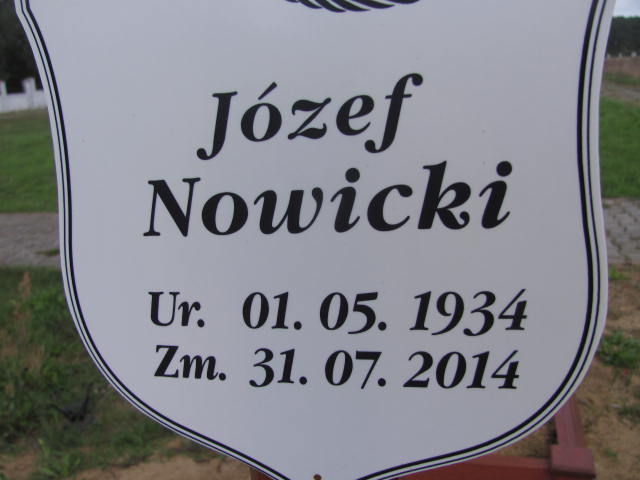 Józef
Nowicki
Ur. 01. 05. 1934
Zm. 31. 07. 2014